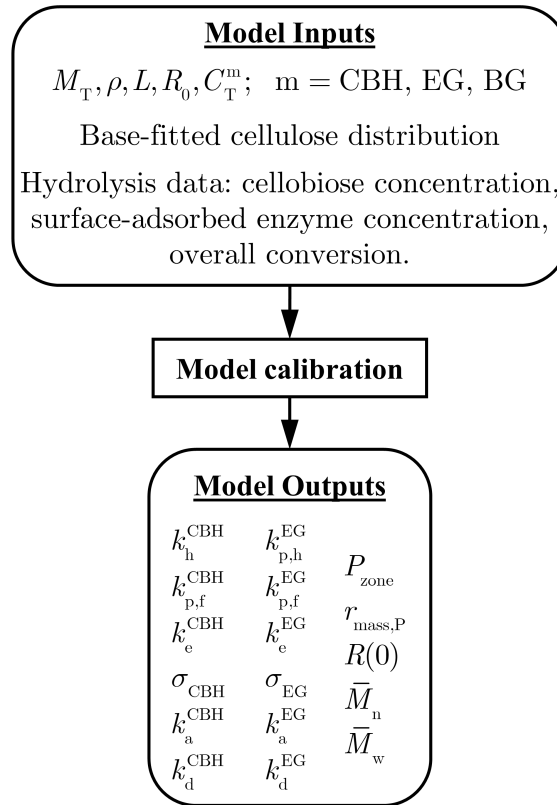 Model Inputs
M_T, ρ, L, R_0, C_T^m; m = CBH, EG, BG
Base-fitted cellulose distribution
Hydrolysis data: cellobiose concentration,
surface-adsorbed enzyme concentration,
overall conversion.
Model calibration
Model Outputs
k_h^CBH k_p,h^EG
k_p,f^CBH k_p,f^EG
k_e^CBH k_e^EG
σ_CBH σ_EG
k_a^CBH k_a^EG
k_d^CBH k_d^EG
P_zone
r_mass,P
R(0)
M̄_n
M̄_w